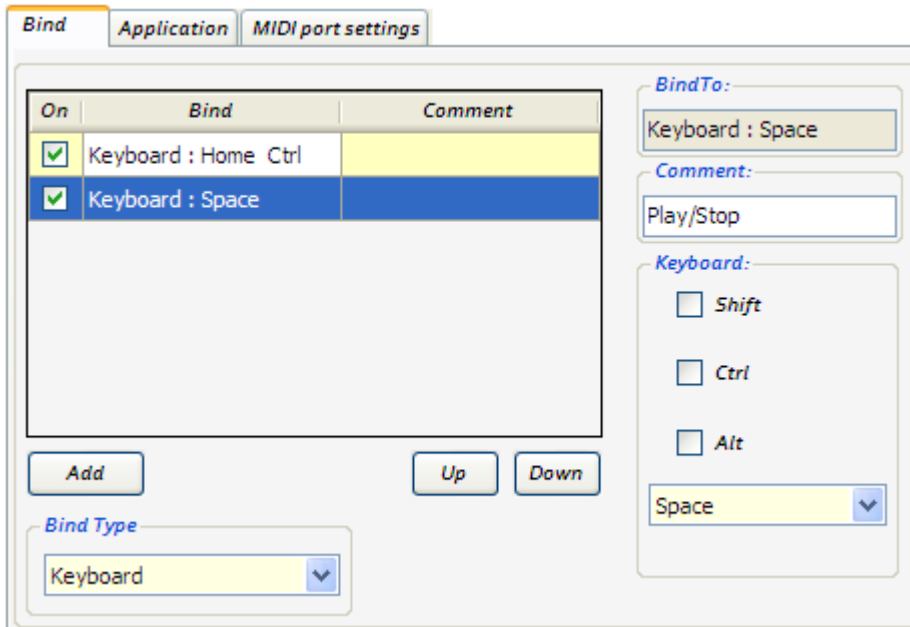 Bind Application MIDI port settings
On Bind Comment
Keyboard : Home Ctrl
Keyboard : Space
Add Up Down
Bind Type
Keyboard
BindTo:
Keyboard : Space
Comment:
Play/Stop
Keyboard:
Shift
Ctrl
Alt
Space